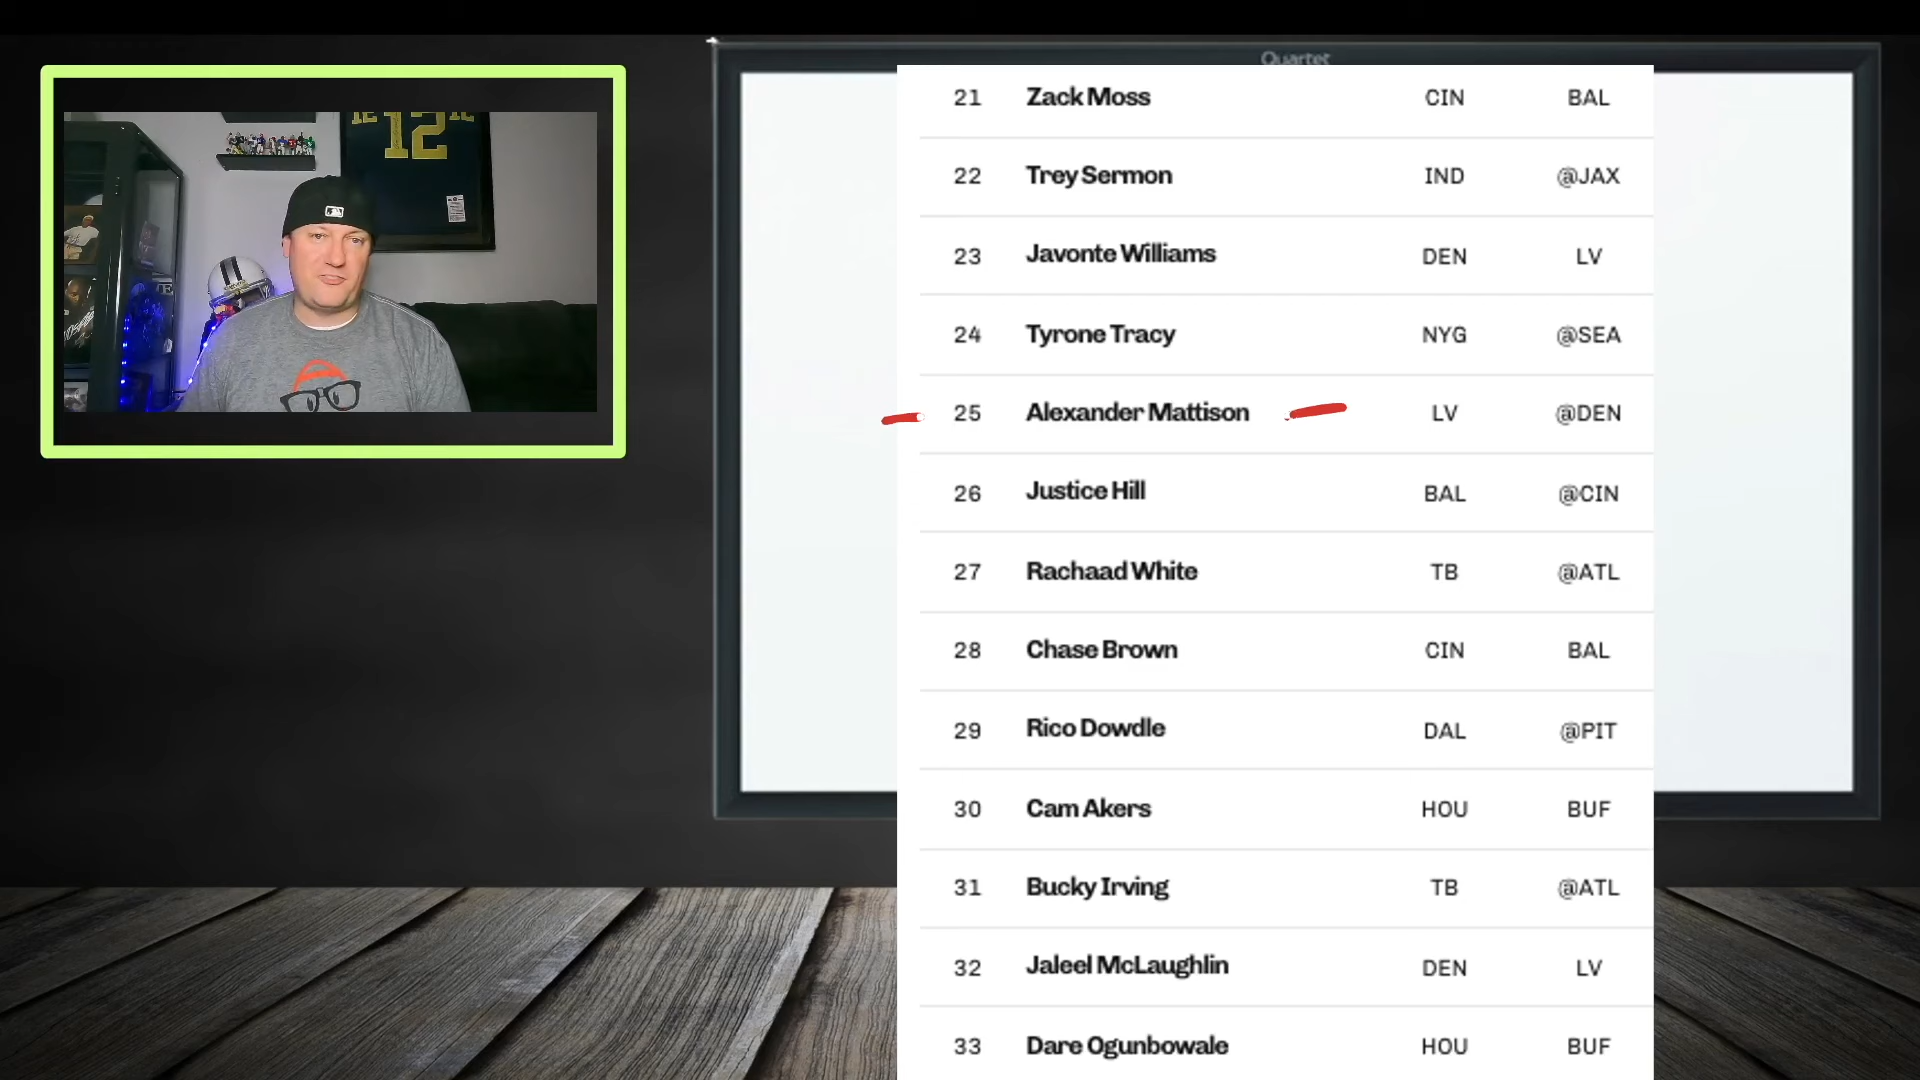 Quartet
12
21 Zack Moss CIN BAL
22 Trey Sermon IND @JAX
23 Javonte Williams DEN LV
24 Tyrone Tracy NYG @SEA
25 Alexander Mattison LV @DEN
26 Justice Hill BAL @CIN
27 Rachaad White TB @ATL
28 Chase Brown CIN BAL
29 Rico Dowdle DAL @PIT
30 Cam Akers HOU BUF
31 Bucky Irving TB @ATL
32 Jaleel McLaughlin DEN LV
33 Dare Ogunbowale HOU BUF